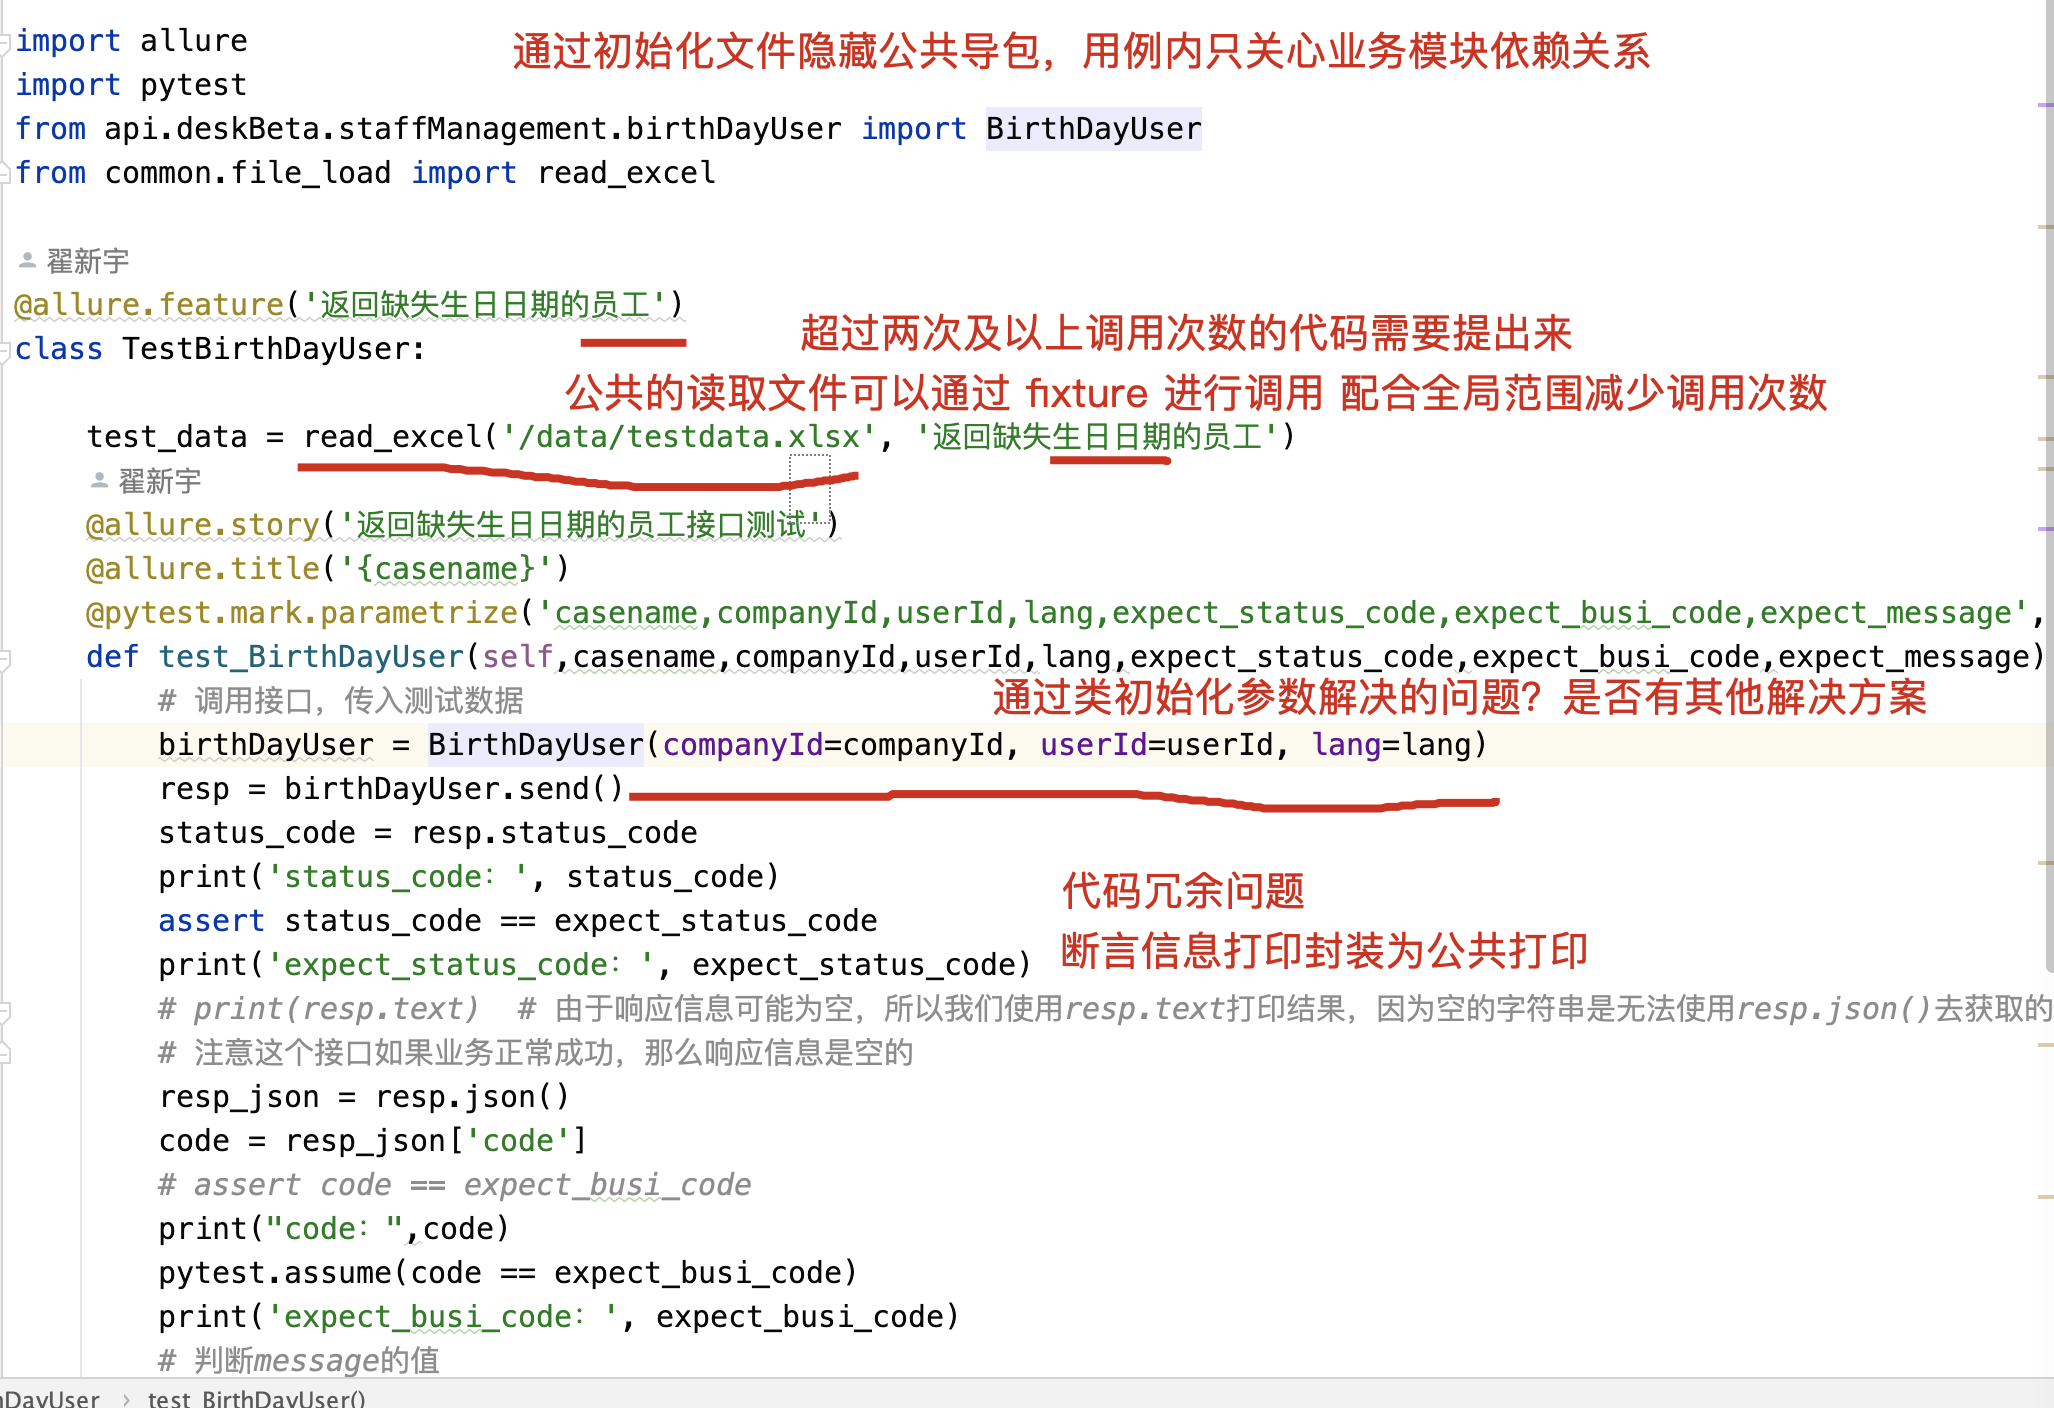 import allure
通过初始化文件隐藏公共导包，用例内只关心业务模块依赖关系
import pytest
from api.deskBeta.staffManagement.birthDayUser import BirthDayUser
from common.file_load import read_excel
翟新宇
@allure.feature('返回缺失生日日期的员工')
超过两次及以上调用次数的代码需要提出来
class TestBirthDayUser:
公共的读取文件可以通过 fixture 进行调用 配合全局范围减少调用次数
test_data = read_excel('/data/testdata.xlsx', '返回缺失生日日期的员工')
翟新宇
@allure.story('返回缺失生日日期的员工接口测试')
@allure.title('{casename}')
@pytest.mark.parametrize('casename,companyId,userId,lang,expect_status_code,expect_busi_code,expect_message',
def test_BirthDayUser(self,casename,companyId,userId,lang,expect_status_code,expect_busi_code,expect_message)
# 调用接口，传入测试数据
通过类初始化参数解决的问题？是否有其他解决方案
birthDayUser = BirthDayUser(companyId=companyId, userId=userId, lang=lang)
resp = birthDayUser.send()
status_code = resp.status_code
print('status_code：', status_code)
代码冗余问题
assert status_code == expect_status_code
断言信息打印封装为公共打印
print('expect_status_code：', expect_status_code)
# print(resp.text)  # 由于响应信息可能为空，所以我们使用resp.text打印结果，因为空的字符串是无法使用resp.json()去获取的
# 注意这个接口如果业务正常成功，那么响应信息是空的
resp_json = resp.json()
code = resp_json['code']
# assert code == expect_busi_code
print("code：",code)
pytest.assume(code == expect_busi_code)
print('expect_busi_code：', expect_busi_code)
# 判断message的值
hDayUser › test_BirthDayUser()